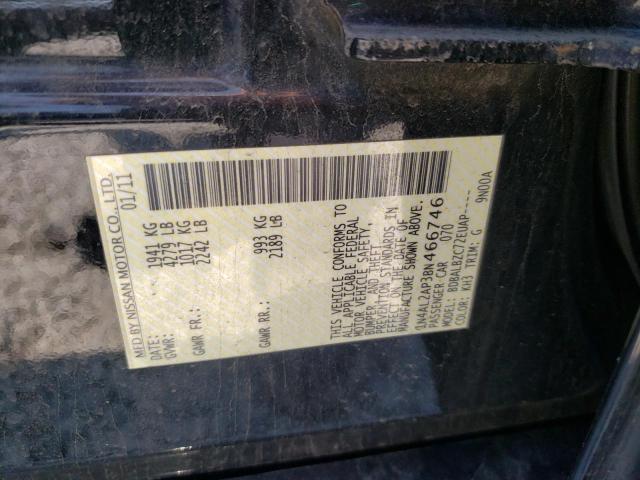 MFD BY NISSAN MOTOR CO., LTD.
DATE: 01/11
GVWR: 1941 KG
4279 LB
GAWR FR.: 1017 KG
2242 LB
GAWR RR.: 993 KG
2189 LB
THIS VEHICLE CONFORMS TO
ALL APPLICABLE FEDERAL
MOTOR VEHICLE SAFETY,
BUMPER, AND THEFT
PREVENTION STANDARDS IN
EFFECT ON THE DATE OF
MANUFACTURE SHOWN ABOVE.
1N4AL2AP3BN466746
PASSENGER CAR 070
MODEL: BDBALBZC72EUAP-----
COLOR: KH3 TRIM: G 9N00A